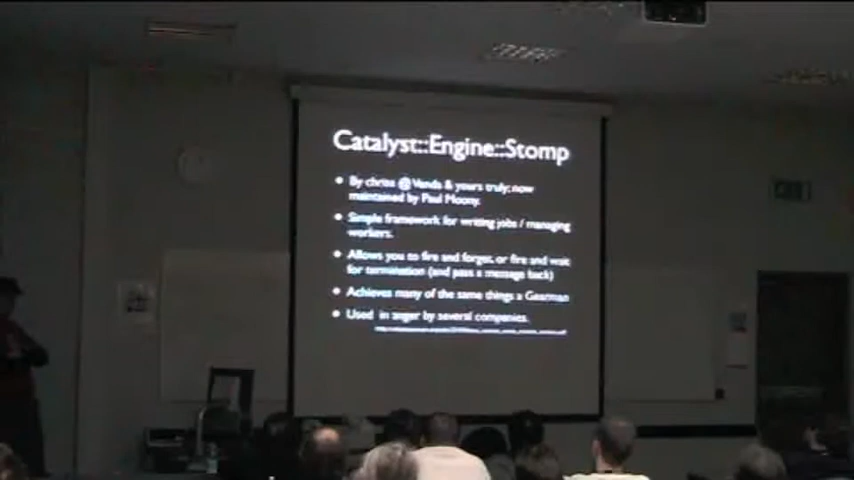 Catalyst::Engine::Stomp
• By chriss @ Venda & yours truly; now
maintained by Paul Moony.
• Simple framework for writing jobs / managing
workers.
• Allows you to fire and forget, or fire and wait
for termination (and pass a message back)
• Achieves many of the same things a Gearman
• Used in anger by several companies.